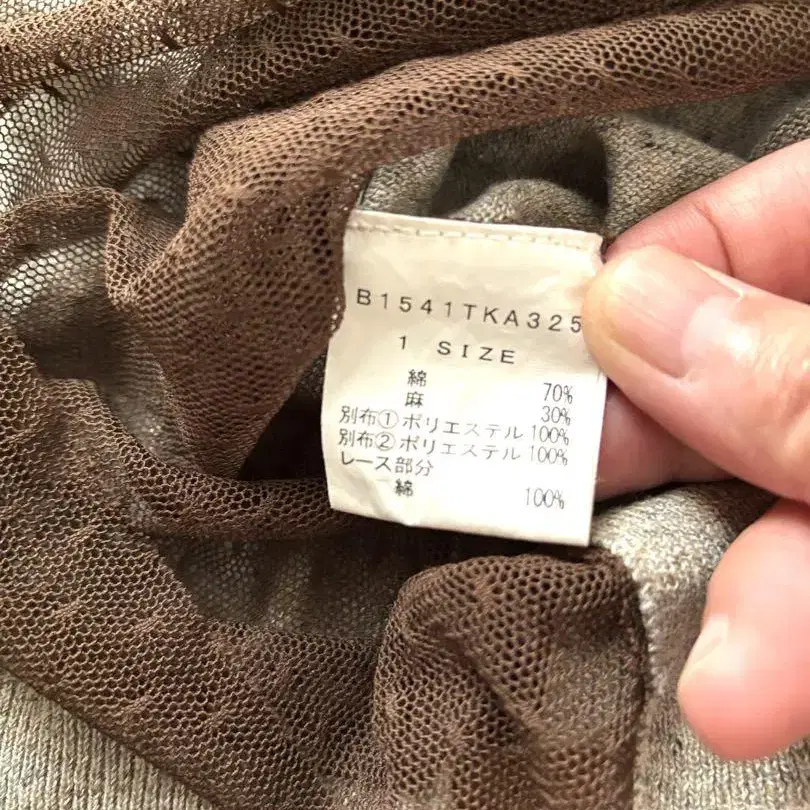 B1541TKA325
1 SIZE
綿 70%
麻 30%
別布①ポリエステル 100%
別布②ポリエステル 100%
レース部分
綿 100%